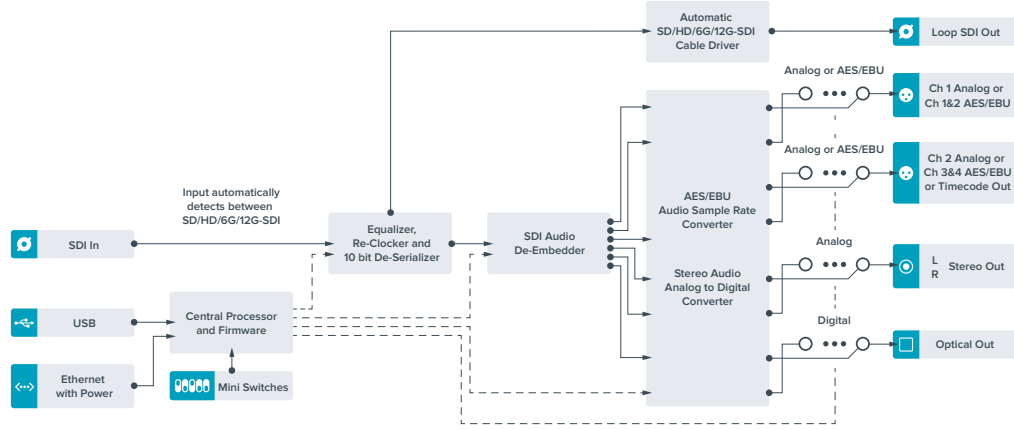 Automatic
SD/HD/6G/12G-SDI
Cable Driver
Loop SDI Out
Analog or AES/EBU
Ch 1 Analog or
Ch 1&2 AES/EBU
Analog or AES/EBU
Ch 2 Analog or
Ch 3&4 AES/EBU
or Timecode Out
Input automatically
detects between
SD/HD/6G/12G-SDI
AES/EBU
Audio Sample Rate
Converter
SDI In
Equalizer,
Re-Clocker and
10 bit De-Serializer
SDI Audio
De-Embedder
Analog
Stereo Audio
Analog to Digital
Converter
L
R
Stereo Out
USB
Central Processor
and Firmware
Digital
Optical Out
Ethernet
with Power
Mini Switches